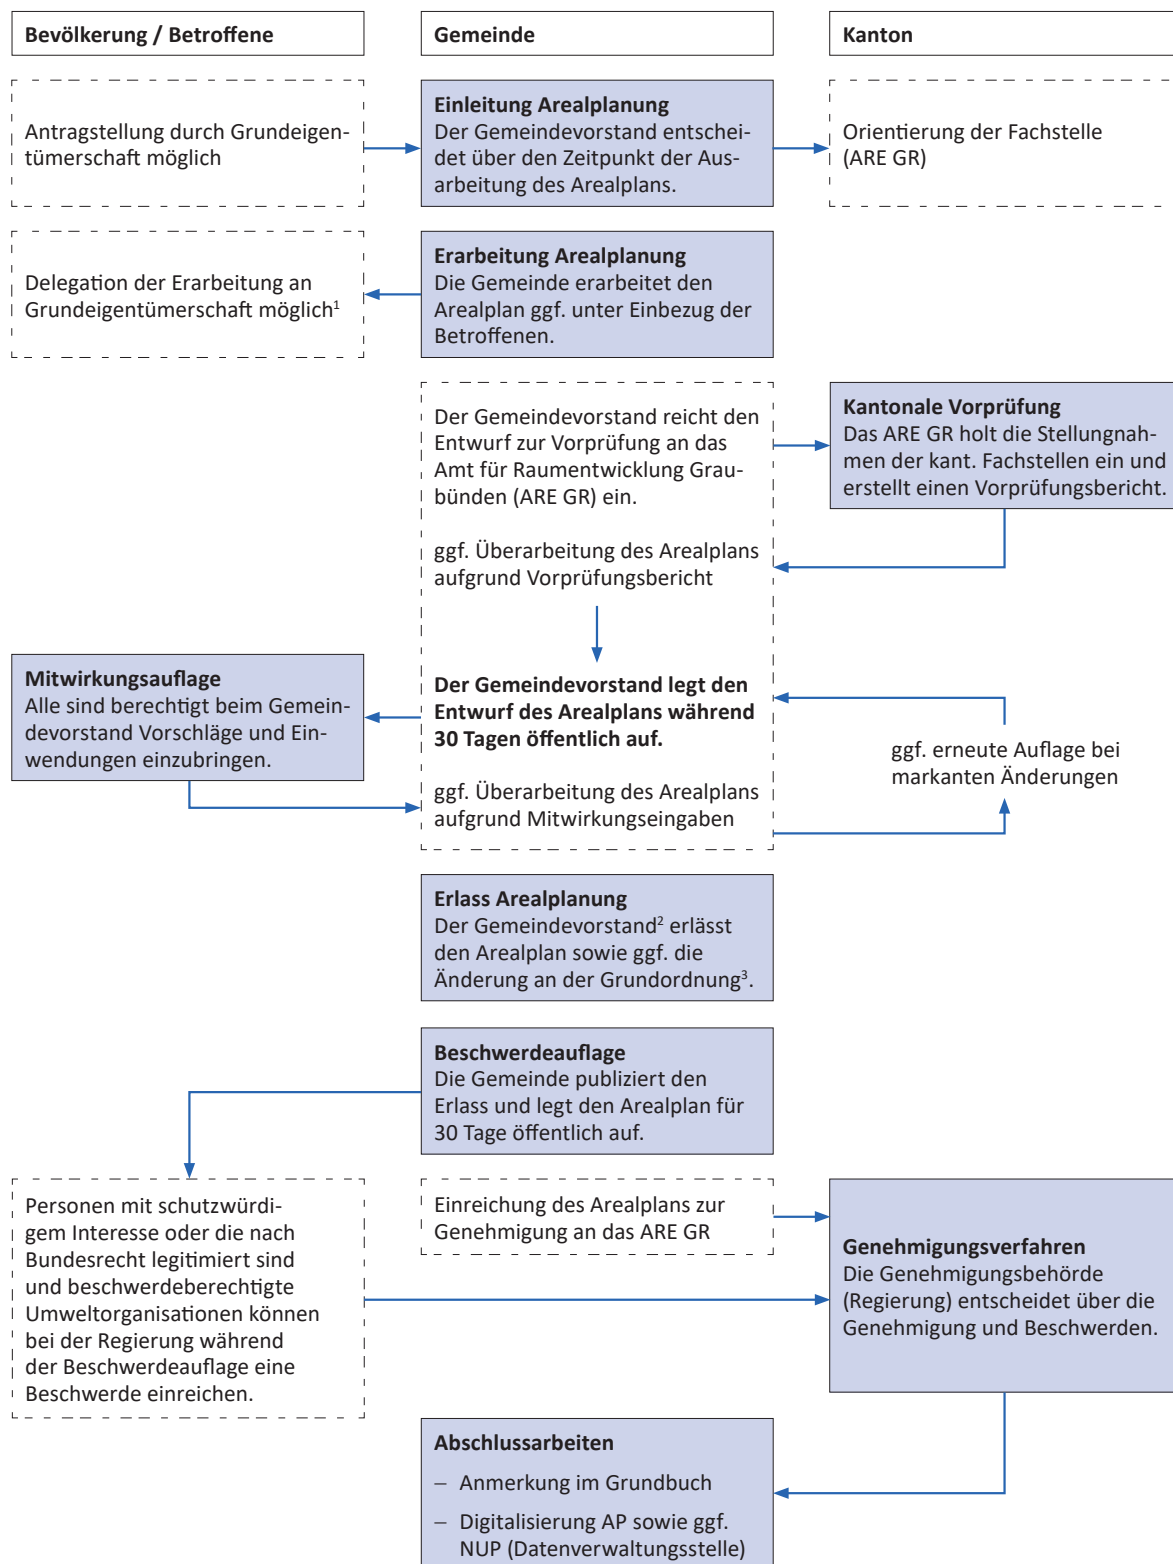 Bevölkerung / Betroffene
Gemeinde
Kanton
Antragstellung durch Grundeigen-
tümerschaft möglich
Einleitung Arealplanung
Der Gemeindevorstand entschei-
det über den Zeitpunkt der Aus-
arbeitung des Arealplans.
Orientierung der Fachstelle
(ARE GR)
Delegation der Erarbeitung an
Grundeigentümerschaft möglich¹
Erarbeitung Arealplanung
Die Gemeinde erarbeitet den
Arealplan ggf. unter Einbezug der
Betroffenen.
Der Gemeindevorstand reicht den
Entwurf zur Vorprüfung an das
Amt für Raumentwicklung Grau-
bünden (ARE GR) ein.
Kantonale Vorprüfung
Das ARE GR holt die Stellungnah-
men der kant. Fachstellen ein und
erstellt einen Vorprüfungsbericht.
ggf. Überarbeitung des Arealplans
aufgrund Vorprüfungsbericht
Mitwirkungsauflage
Alle sind berechtigt beim Gemein-
devorstand Vorschläge und Ein-
wendungen einzubringen.
Der Gemeindevorstand legt den
Entwurf des Arealplans während
30 Tagen öffentlich auf.
ggf. erneute Auflage bei
markanten Änderungen
ggf. Überarbeitung des Arealplans
aufgrund Mitwirkungseingaben
Erlass Arealplanung
Der Gemeindevorstand² erlässt
den Arealplan sowie ggf. die
Änderung an der Grundordnung³.
Beschwerdeauflage
Die Gemeinde publiziert den
Erlass und legt den Arealplan für
30 Tage öffentlich auf.
Personen mit schutzwürdi-
gem Interesse oder die nach
Bundesrecht legitimiert sind
und beschwerdeberechtigte
Umweltorganisationen können
bei der Regierung während
der Beschwerdeauflage eine
Beschwerde einreichen.
Einreichung des Arealplans zur
Genehmigung an das ARE GR
Genehmigungsverfahren
Die Genehmigungsbehörde
(Regierung) entscheidet über die
Genehmigung und Beschwerden.
Abschlussarbeiten
– Anmerkung im Grundbuch
– Digitalisierung AP sowie ggf.
NUP (Datenverwaltungsstelle)